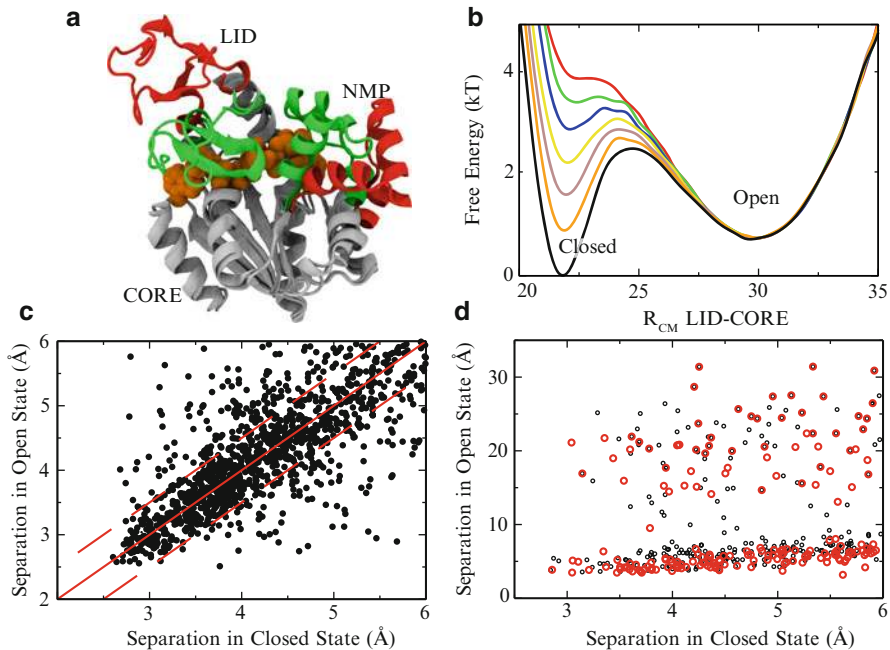 a
LID
NMP
CORE
b
Free Energy (kT)
4
2
0
Closed
Open
20
25
30
35
R_CM LID-CORE
c
Separation in Open State (Å)
6
5
4
3
2
3
4
5
6
Separation in Closed State (Å)
d
Separation in Open State (Å)
30
20
10
0
3
4
5
6
Separation in Closed State (Å)